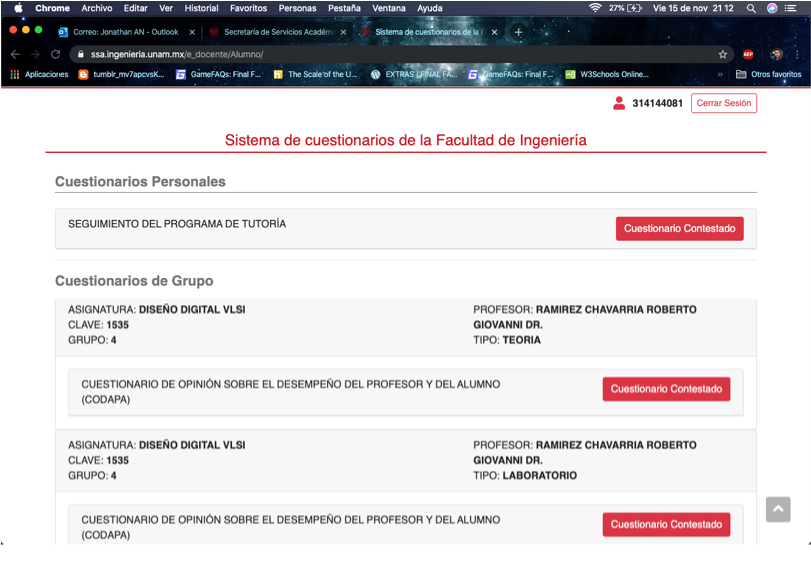 Chrome Archivo Editar Ver Historial Favoritos Personas Pestaña Ventana Ayuda 27% Vie 15 de nov 21 12
Correo: Jonathan AN - Outlook Secretaría de Servicios Académ Sistema de cuestionarios de la
ssa.ingenieria.unam.mx/e_docente/Alumno/ ABP
Aplicaciones tumblr_mv7apcvsK... GameFAQs: Final F... The Scale of the U... EXTRAS | FINAL FA... GameFAQs: Final F... W3Schools Online... » Otros favoritos
314144081 Cerrar Sesión
Sistema de cuestionarios de la Facultad de Ingeniería
Cuestionarios Personales
SEGUIMIENTO DEL PROGRAMA DE TUTORÍA Cuestionario Contestado
Cuestionarios de Grupo
ASIGNATURA: DISEÑO DIGITAL VLSI
CLAVE: 1535
GRUPO: 4
PROFESOR: RAMIREZ CHAVARRIA ROBERTO
GIOVANNI DR.
TIPO: TEORIA
CUESTIONARIO DE OPINIÓN SOBRE EL DESEMPEÑO DEL PROFESOR Y DEL ALUMNO
(CODAPA)
Cuestionario Contestado
ASIGNATURA: DISEÑO DIGITAL VLSI
CLAVE: 1535
GRUPO: 4
PROFESOR: RAMIREZ CHAVARRIA ROBERTO
GIOVANNI DR.
TIPO: LABORATORIO
CUESTIONARIO DE OPINIÓN SOBRE EL DESEMPEÑO DEL PROFESOR Y DEL ALUMNO
(CODAPA)
Cuestionario Contestado